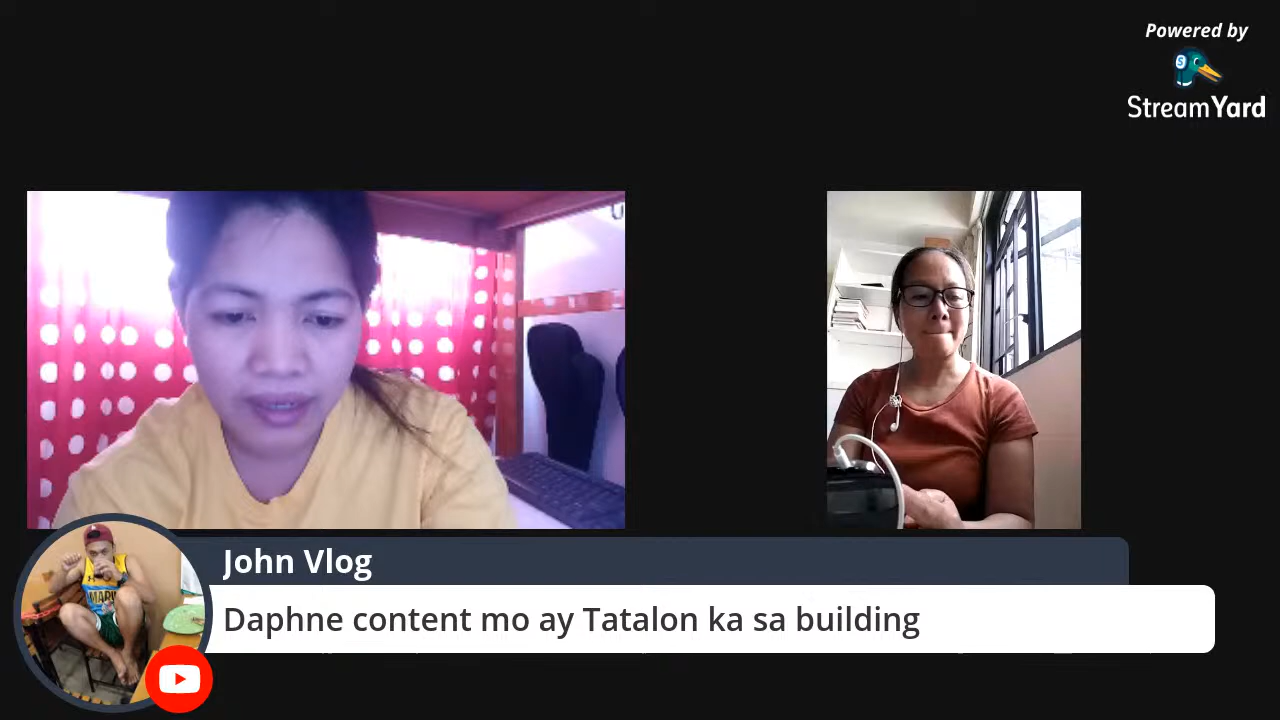 Powered by
StreamYard
John Vlog
Daphne content mo ay Tatalon ka sa building